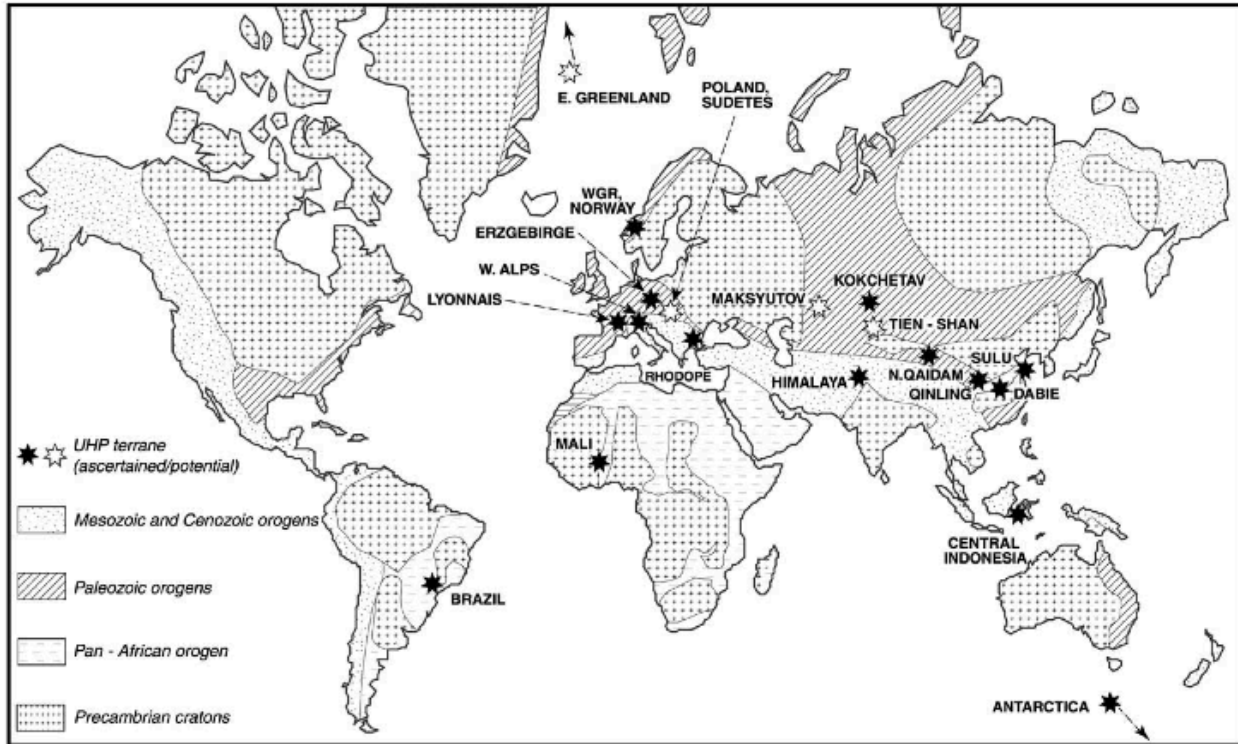 E. GREENLAND
POLAND,
SUDETES
WGR,
NORWAY
ERZGEBIRGE
W. ALPS
LYONNAIS
MAKSYUTOV
KOKCHETAV
TIEN - SHAN
SULU
RHODOPE
HIMALAYA
N.QAIDAM
QINLING
DABIE
MALI
CENTRAL
INDONESIA
BRAZIL
ANTARCTICA
UHP terrane
(ascertained/potential)
Mesozoic and Cenozoic orogens
Paleozoic orogens
Pan - African orogen
Precambrian cratons